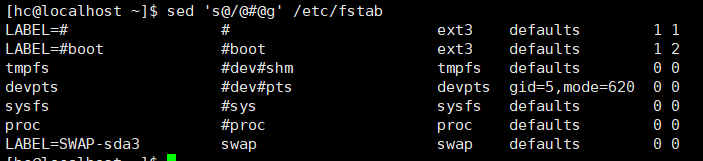 [hc@localhost ~]$ sed 's@/@#@g' /etc/fstab
LABEL=# # ext3 defaults 1 1
LABEL=#boot #boot ext3 defaults 1 2
tmpfs #dev#shm tmpfs defaults 0 0
devpts #dev#pts devpts gid=5,mode=620 0 0
sysfs #sys sysfs defaults 0 0
proc #proc proc defaults 0 0
LABEL=SWAP-sda3 swap swap defaults 0 0
[hc@localhost ~]$